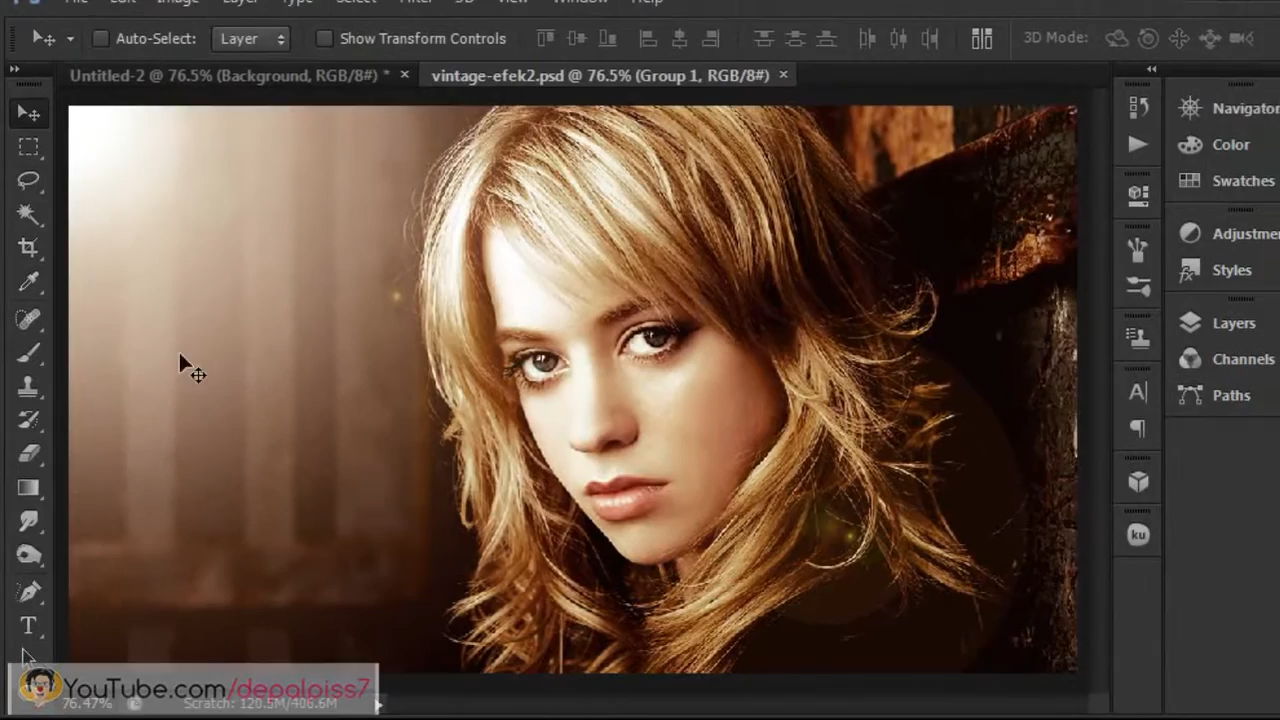 File Edit Image Layer Type Select Filter 3D View Window Help
Auto-Select: Layer Show Transform Controls 3D Mode:
Untitled-2 @ 76.5% (Background, RGB/8#) * × vintage-efek2.psd @ 76.5% (Group 1, RGB/8#) ×
Navigator
Color
Swatches
Adjustme
Styles
Layers
Channels
Paths
A
ku
T
YouTube.com/depaloiss7
76.47% Scratch: 120.5M/406.6M